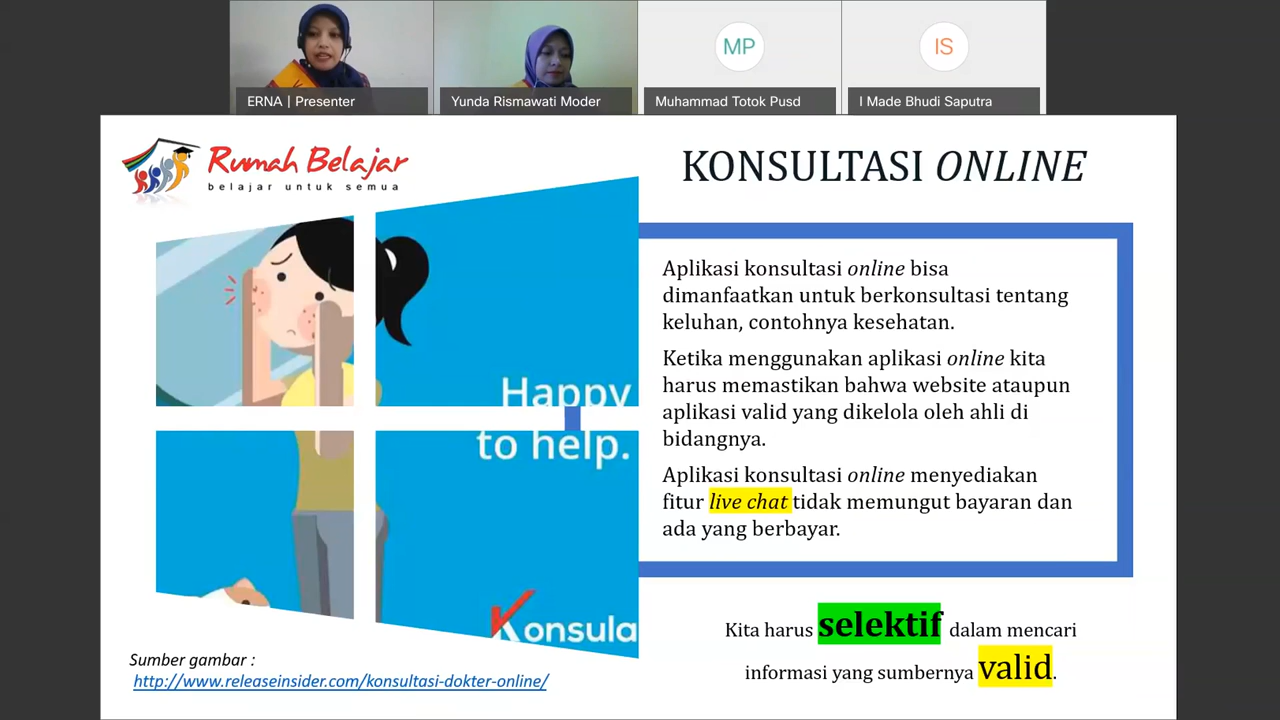 ERNA | Presenter
Yunda Rismawati Moder
MP
Muhammad Totok Pusd
IS
I Made Bhudi Saputra
Rumah Belajar
belajar untuk semua
KONSULTASI ONLINE
Happy
to help.
Konsula
Aplikasi konsultasi online bisa
dimanfaatkan untuk berkonsultasi tentang
keluhan, contohnya kesehatan.
Ketika menggunakan aplikasi online kita
harus memastikan bahwa website ataupun
aplikasi valid yang dikelola oleh ahli di
bidangnya.
Aplikasi konsultasi online menyediakan
fitur live chat tidak memungut bayaran dan
ada yang berbayar.
Kita harus selektif dalam mencari
informasi yang sumbernya valid.
Sumber gambar :
http://www.releaseinsider.com/konsultasi-dokter-online/